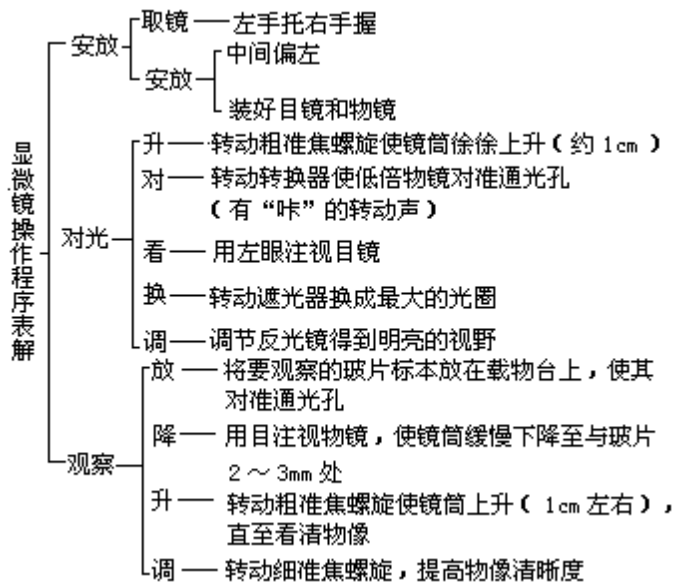 显微镜操作程序表解
安放
取镜
左手托右手握
安放
中间偏左
装好目镜和物镜
对光
升
转动粗准焦螺旋使镜筒徐徐上升(约1cm)
对
转动转换器使低倍物镜对准通光孔
(有“咔”的转动声)
看
用左眼注视目镜
换
转动遮光器换成最大的光圈
调
调节反光镜得到明亮的视野
观察
放
将要观察的玻片标本放在载物台上，使其
对准通光孔
降
用目注视物镜，使镜筒缓慢下降至与玻片
2～3mm处
升
转动粗准焦螺旋使镜筒上升(1cm左右)，
直至看清物像
调
转动细准焦螺旋，提高物像清晰度